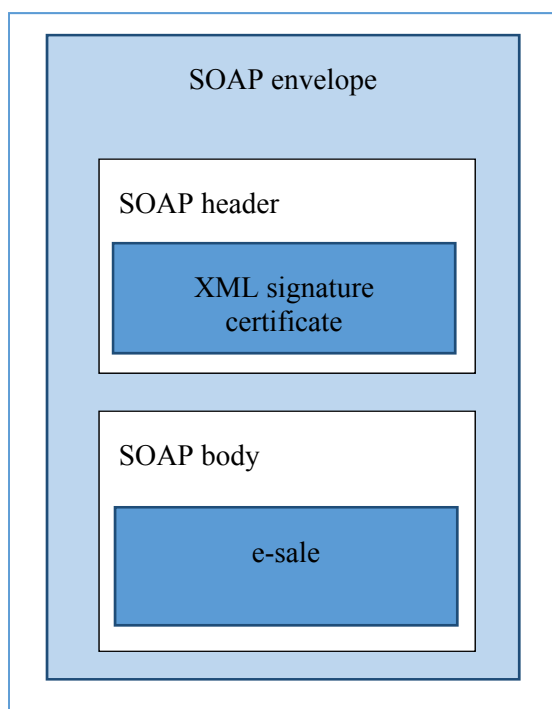 SOAP envelope
SOAP header
XML signature
certificate
SOAP body
e-sale